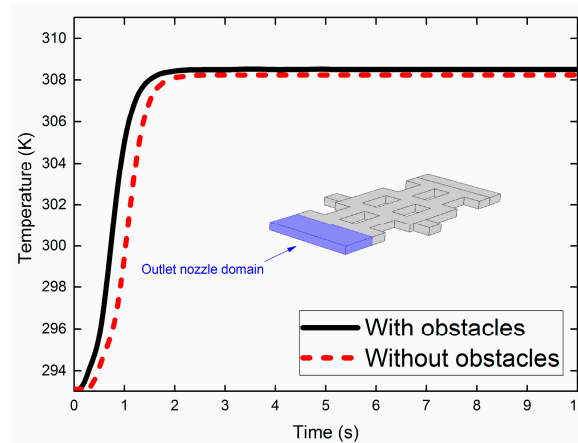 310
308
306
304
302
300
298
296
294
Temperature (K)
Outlet nozzle domain
With obstacles
Without obstacles
0 1 2 3 4 5 6 7 8 9 10
Time (s)